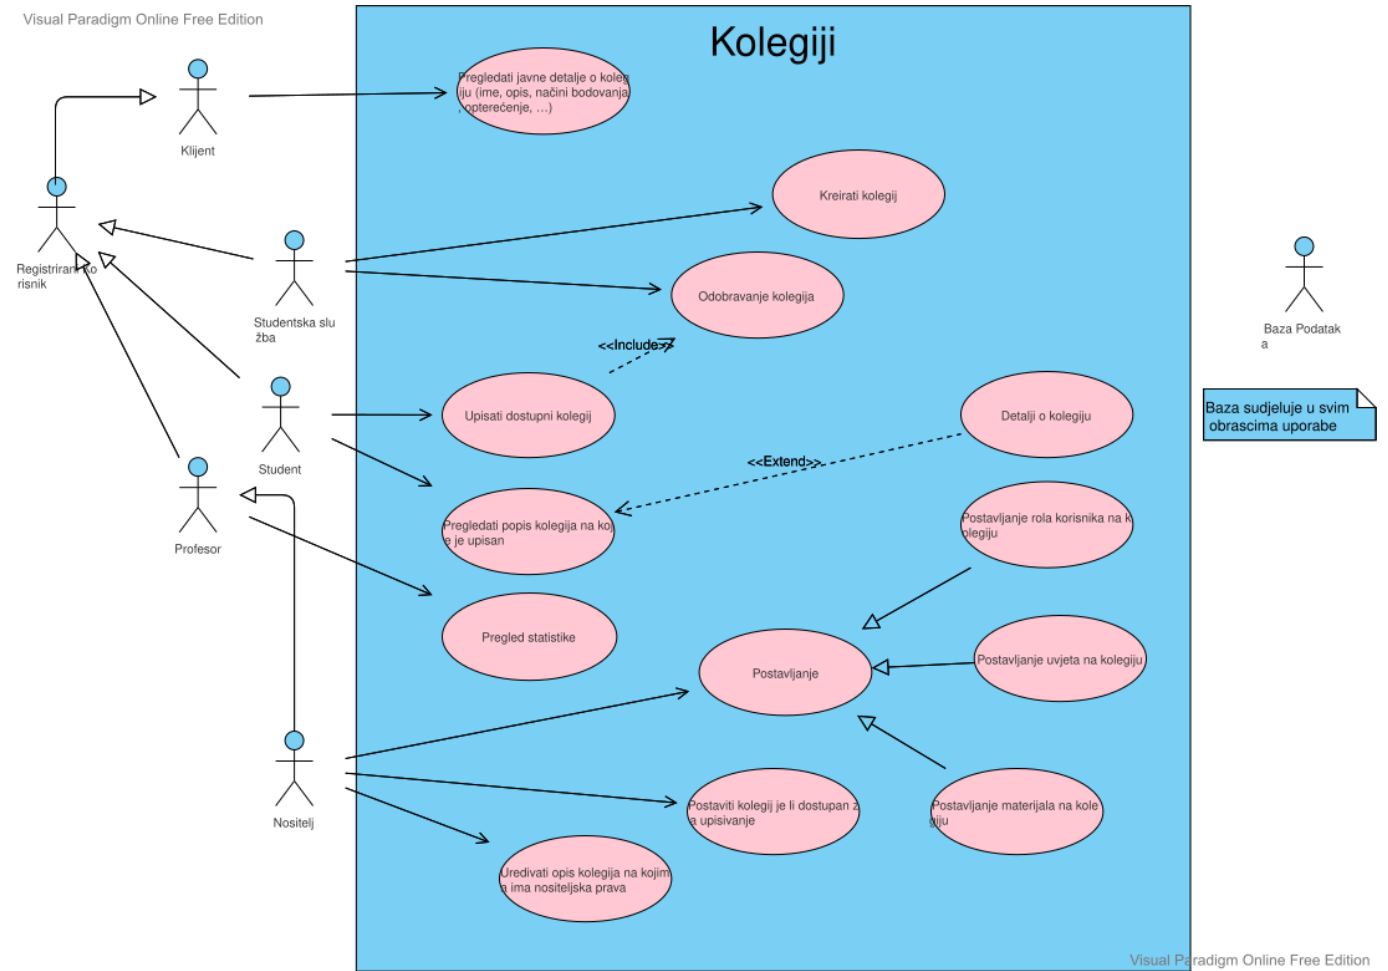 Visual Paradigm Online Free Edition
Kolegiji
Pregledati javne detalje o koleg
iju (ime, opis, načini bodovanja
, opterećenje, ...)
Klijent
Kreirati kolegij
Registrirani Ko
risnik
Studentska slu
žba
Odobravanje kolegija
Baza Podatak
a
<<Include>>
Upisati dostupni kolegij
Detalji o kolegiju
Baza sudjeluje u svim
obrascima uporabe
Student
<<Extend>>
Pregledati popis kolegija na koj
e je upisan
Postavljanje rola korisnika na k
olegiju
Profesor
Pregled statistike
Postavljanje
Postavljanje uvjeta na kolegiju
Nositelj
Postaviti kolegij je li dostupan z
a upisivanje
Postavljanje materijala na kole
giju
Uređivati opis kolegija na kojim
a ima nositeljska prava
Visual Paradigm Online Free Edition